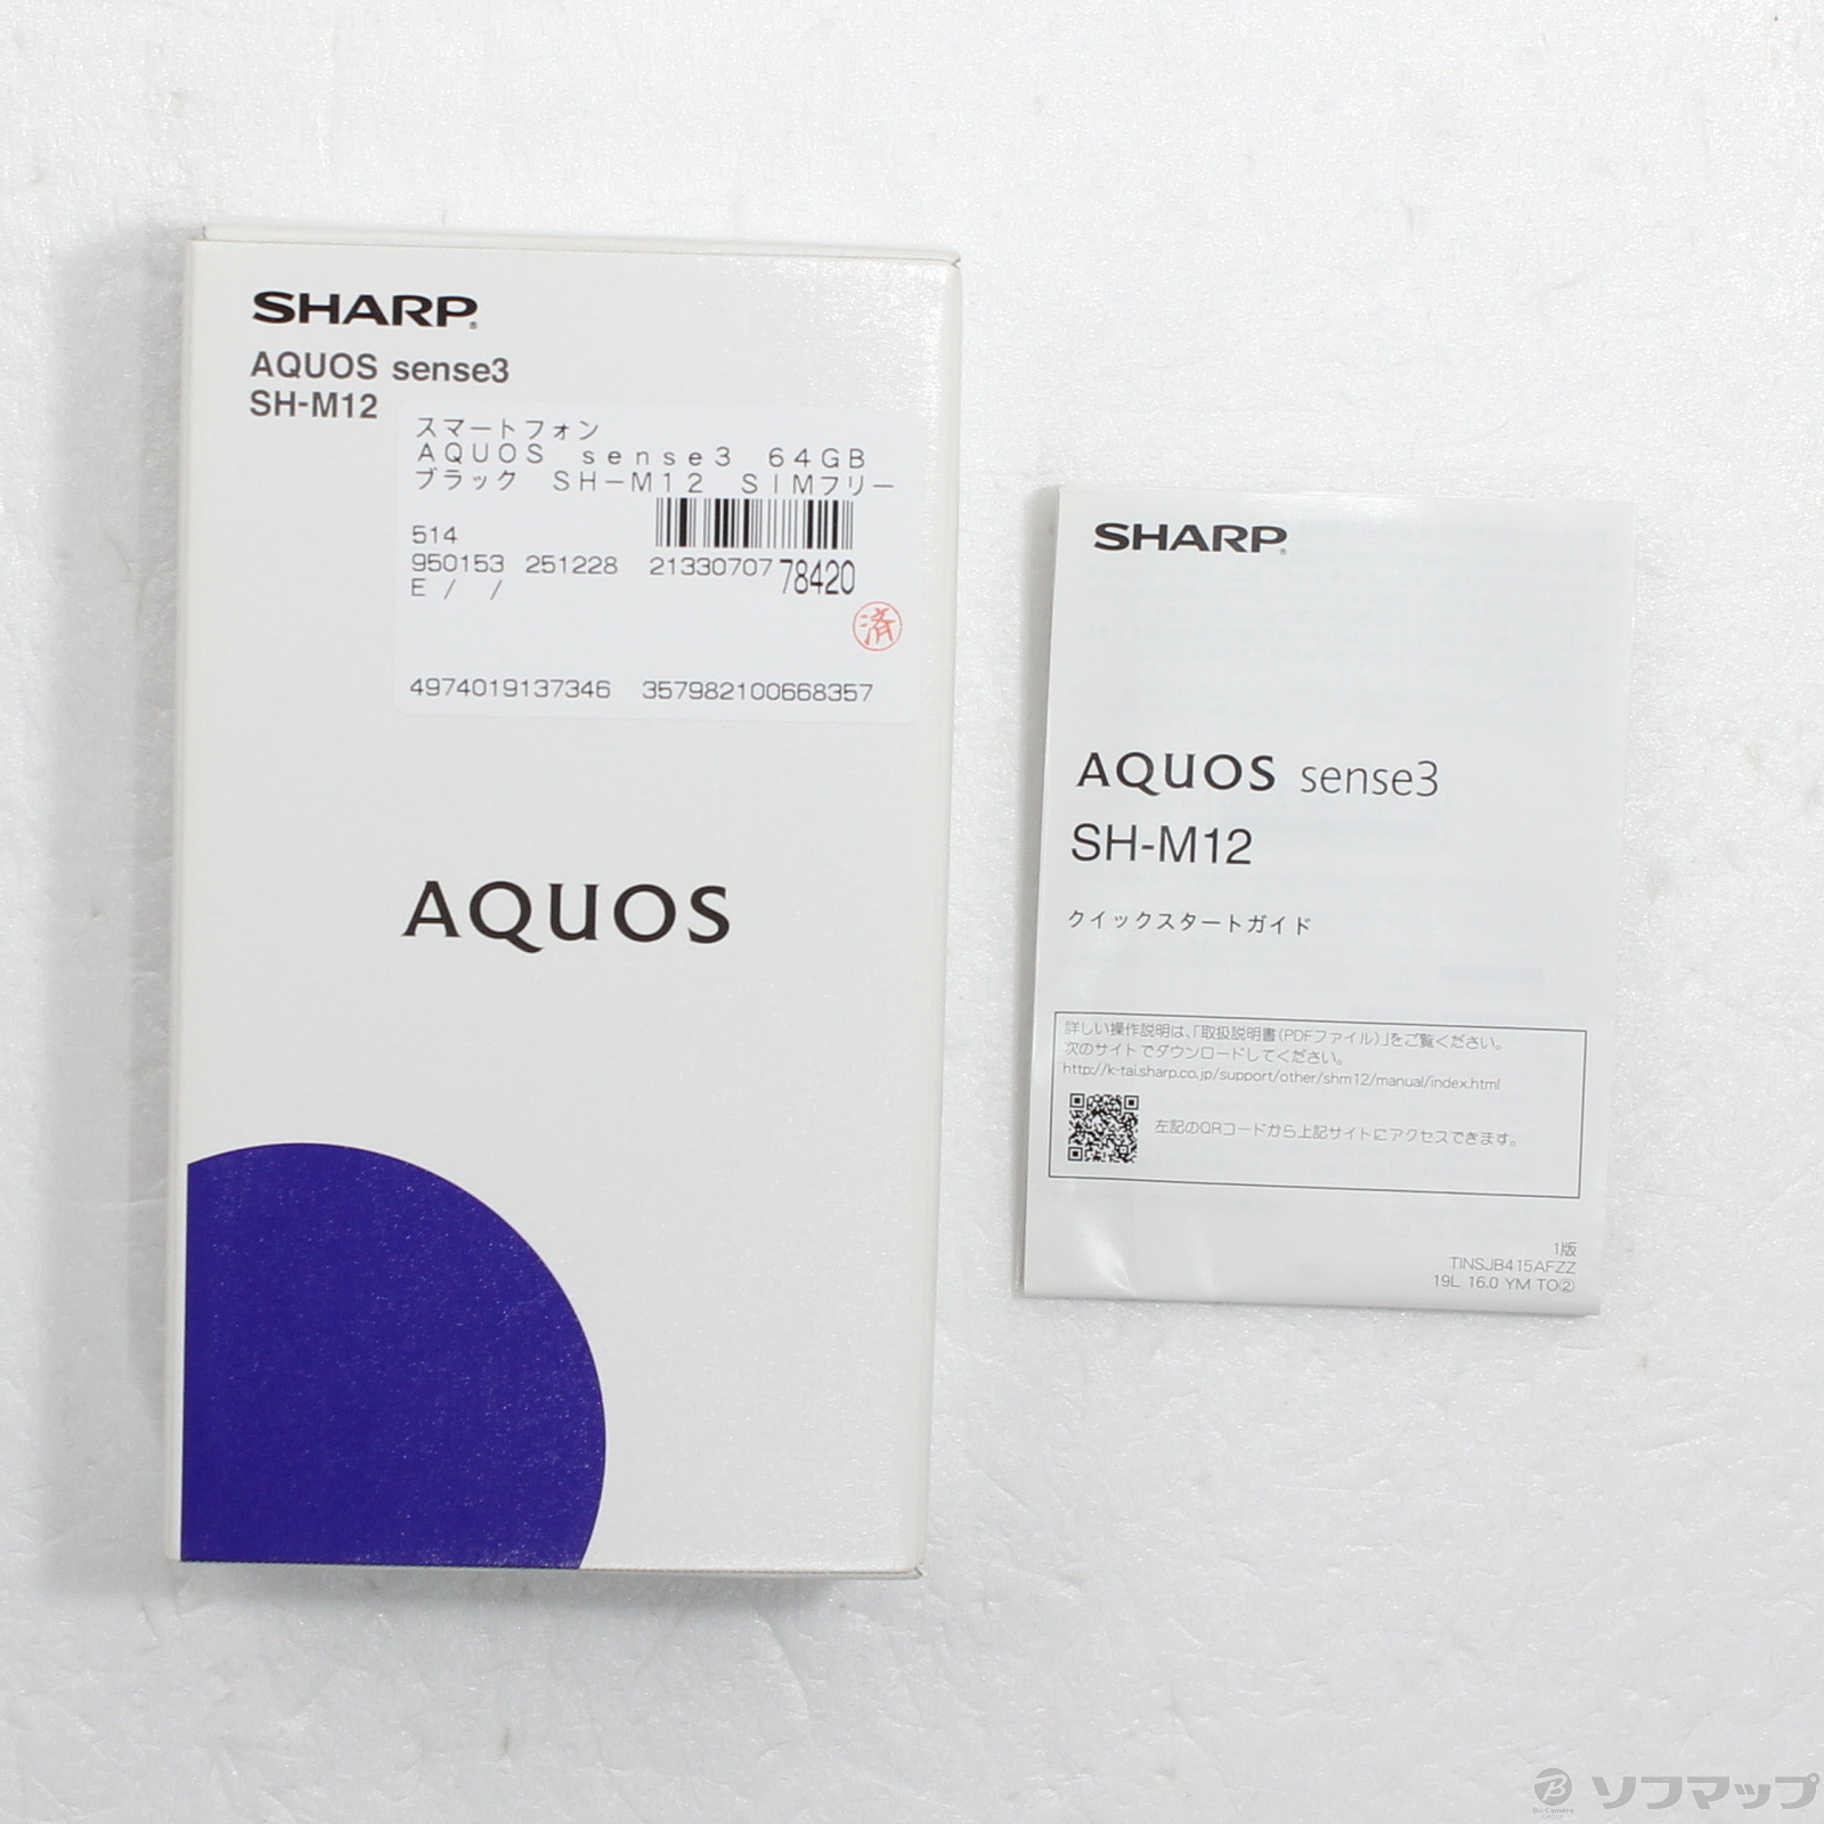 SHARP®
AQUOS sense3
SH-M12
スマートフォン
AQUOS sense3 64GB
ブラック SH-M12 SIMフリー
514
950153 251228 2133070778420
E / /
済
4974019137346 357982100668357
AQUOS
SHARP®
AQUOS sense3
SH-M12
クイックスタートガイド
詳しい操作説明は、「取扱説明書(PDFファイル)」をご覧ください。
次のサイトでダウンロードしてください。
http://k-tai.sharp.co.jp/support/other/shm12/manual/index.html
左記のQRコードから上記サイトにアクセスできます。
1版
TINSJB415AFZZ
19L 16.0 YM TO②
B
BicCamera
GROUP
ソフマップ